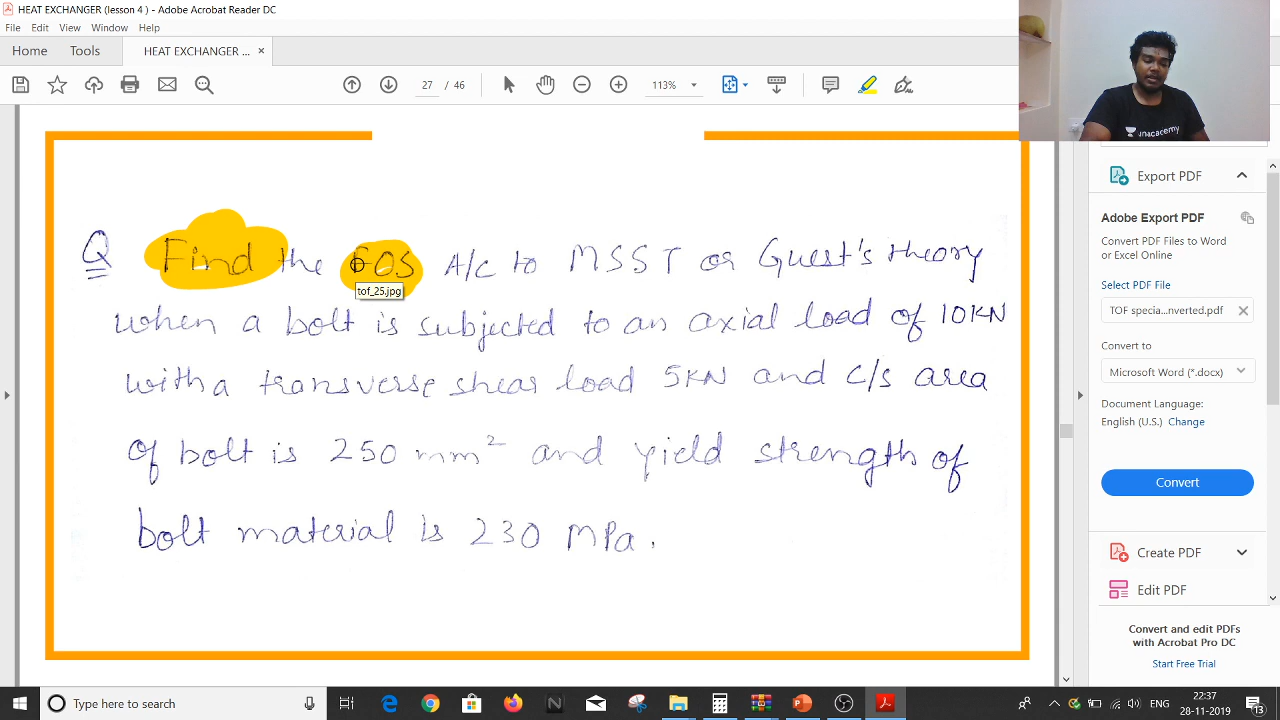 HEAT EXCHANGER (lesson 4 ) - Adobe Acrobat Reader DC
File Edit View Window Help
Home Tools HEAT EXCHANGER ... ×
27 / 46 113%
unacademy
Export PDF
Adobe Export PDF
Convert PDF Files to Word
or Excel Online
Select PDF File
TOF specia...nverted.pdf
Convert to
Microsoft Word (*.docx)
Document Language:
English (U.S.) Change
Convert
Create PDF
Edit PDF
Convert and edit PDFs
with Acrobat Pro DC
Start Free Trial
Q Find the FOS A/c to MSST or Guest's theory
tof_25.jpg
when a bolt is subjected to an axial load of 10KN
with a transverse shear load 5KN and c/s area
of bolt is 250 mm² and yield strength of
bolt material is 230 MPa.
Type here to search
ENG
22:37
28-11-2019
13